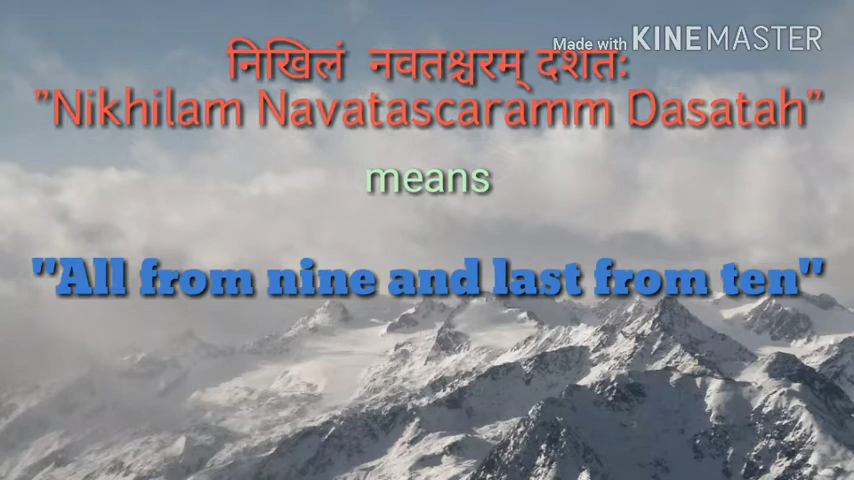 Made with KINEMASTER
निखिलं नवतश्चरम् दशतः
"Nikhilam Navatascaramm Dasatah"
means
"All from nine and last from ten"